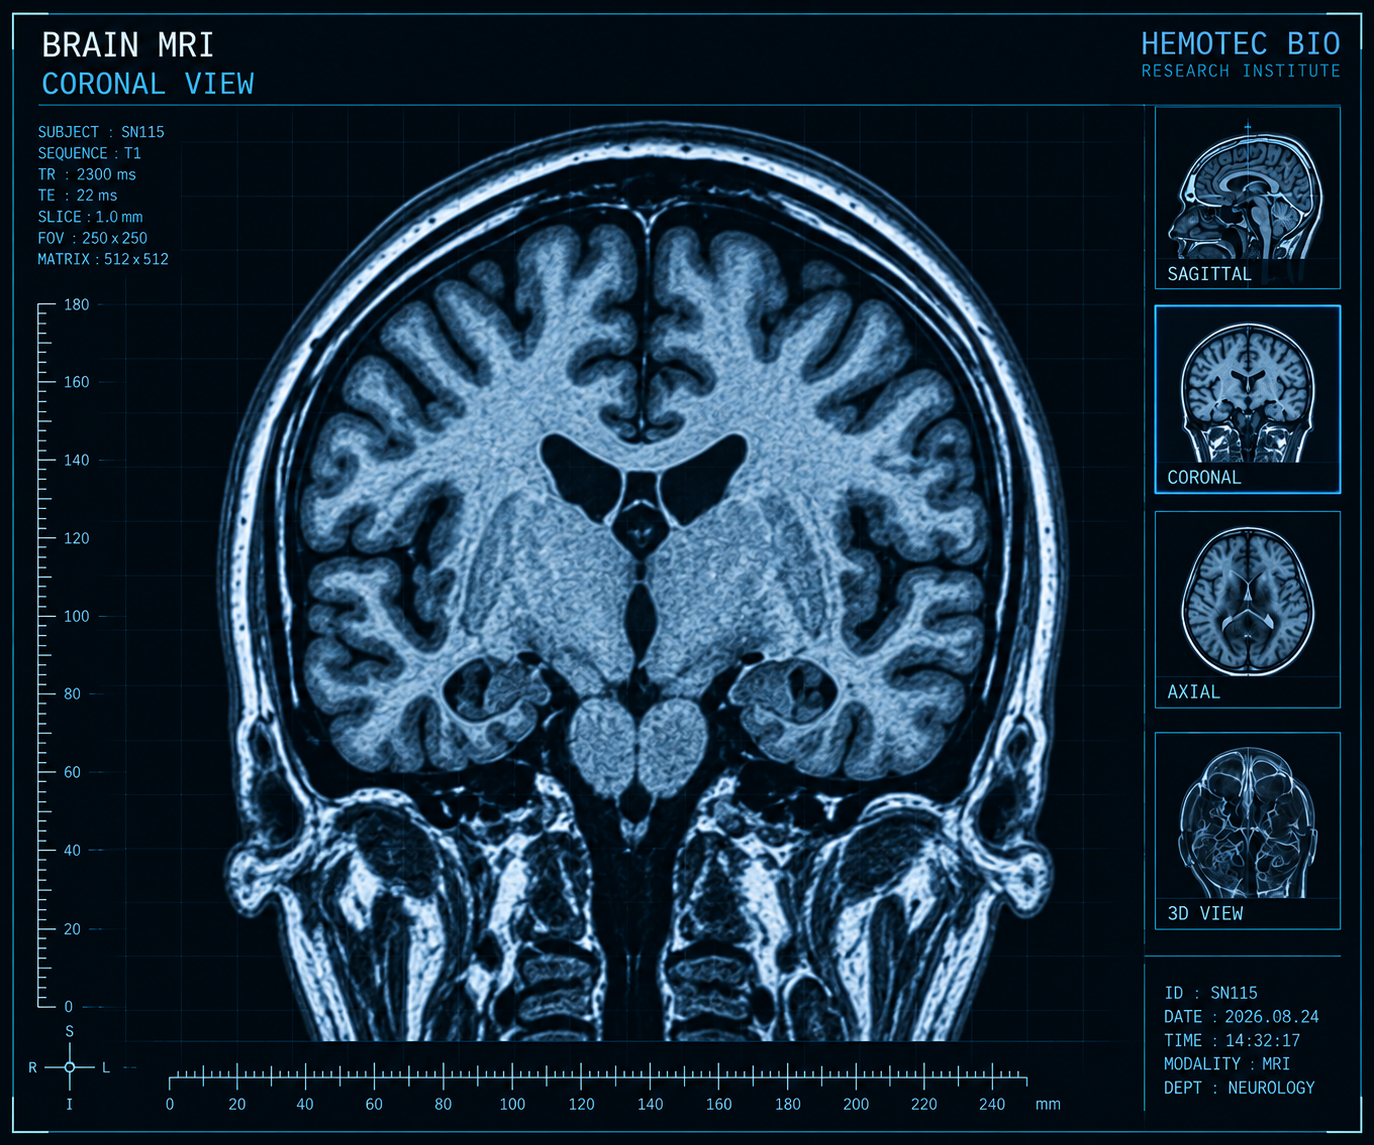 BRAIN MRI
CORONAL VIEW
HEMOTEC BIO
RESEARCH INSTITUTE
SUBJECT : SN115
SEQUENCE : T1
TR : 2300 ms
TE : 22 ms
SLICE : 1.0 mm
FOV : 250 x 250
MATRIX : 512 x 512
180
160
140
120
100
80
60
40
20
0
S
R L
I
0 20 40 60 80 100 120 140 160 180 200 220 240 mm
SAGITTAL
CORONAL
AXIAL
3D VIEW
ID : SN115
DATE : 2026.08.24
TIME : 14:32:17
MODALITY : MRI
DEPT : NEUROLOGY